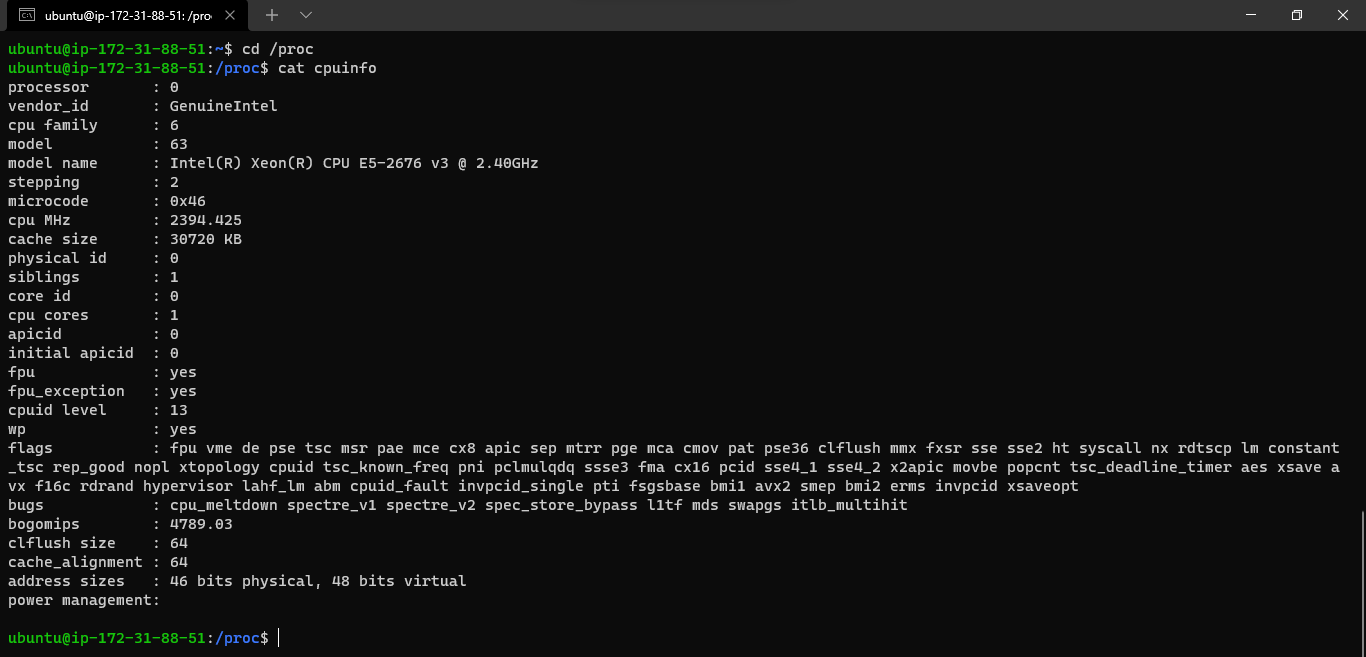 ubuntu@ip-172-31-88-51: /pro
ubuntu@ip-172-31-88-51:~$ cd /proc
ubuntu@ip-172-31-88-51:/proc$ cat cpuinfo
processor       : 0
vendor_id       : GenuineIntel
cpu family      : 6
model           : 63
model name      : Intel(R) Xeon(R) CPU E5-2676 v3 @ 2.40GHz
stepping        : 2
microcode       : 0x46
cpu MHz         : 2394.425
cache size      : 30720 KB
physical id     : 0
siblings        : 1
core id         : 0
cpu cores       : 1
apicid          : 0
initial apicid  : 0
fpu             : yes
fpu_exception   : yes
cpuid level     : 13
wp              : yes
flags           : fpu vme de pse tsc msr pae mce cx8 apic sep mtrr pge mca cmov pat pse36 clflush mmx fxsr sse sse2 ht syscall nx rdtscp lm constant
_tsc rep_good nopl xtopology cpuid tsc_known_freq pni pclmulqdq ssse3 fma cx16 pcid sse4_1 sse4_2 x2apic movbe popcnt tsc_deadline_timer aes xsave a
vx f16c rdrand hypervisor lahf_lm abm cpuid_fault invpcid_single pti fsgsbase bmi1 avx2 smep bmi2 erms invpcid xsaveopt
bugs            : cpu_meltdown spectre_v1 spectre_v2 spec_store_bypass l1tf mds swapgs itlb_multihit
bogomips        : 4789.03
clflush size    : 64
cache_alignment : 64
address sizes   : 46 bits physical, 48 bits virtual
power management:
ubuntu@ip-172-31-88-51:/proc$